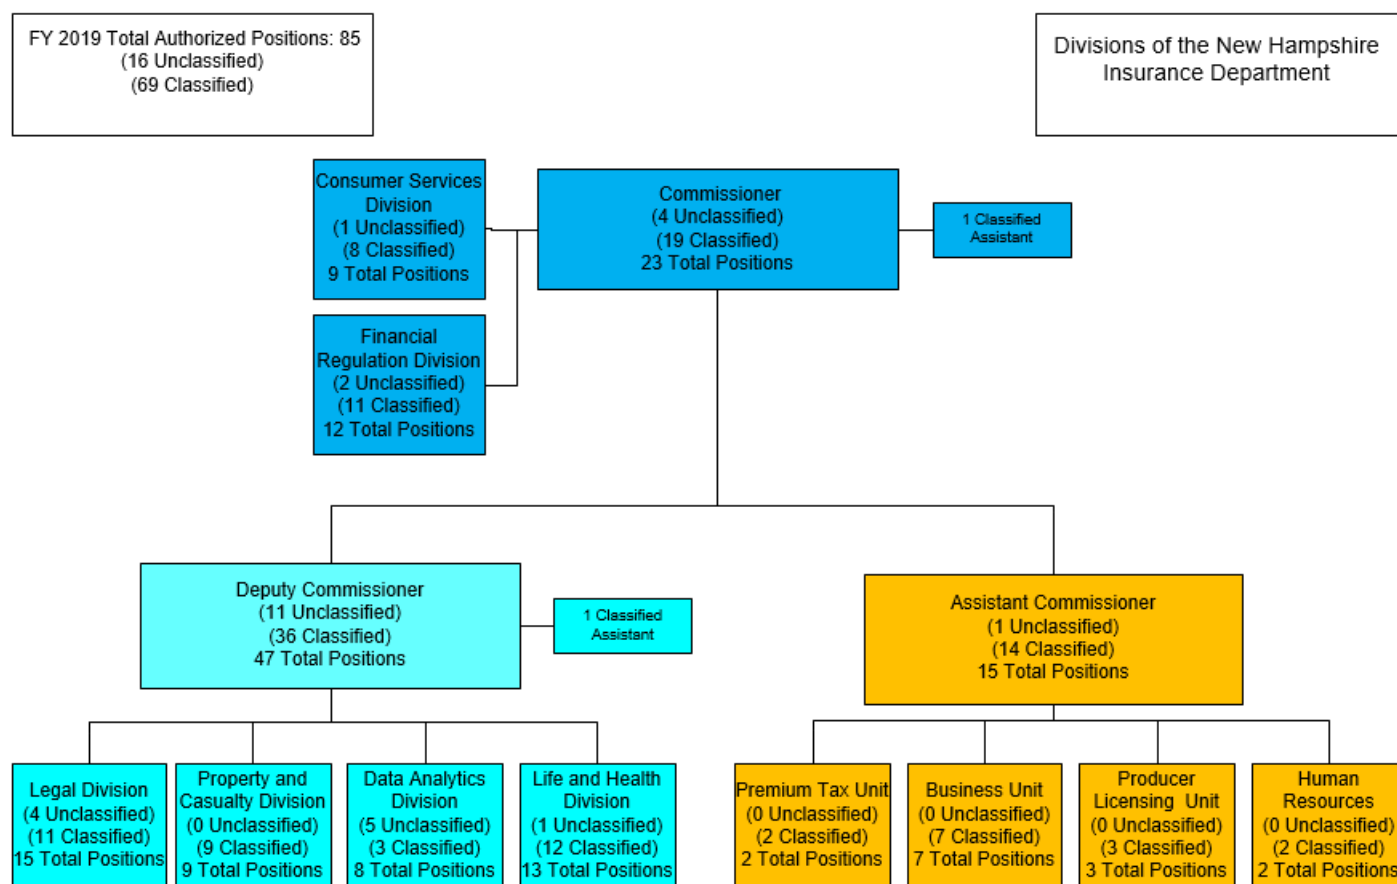 FY 2019 Total Authorized Positions: 85
(16 Unclassified)
(69 Classified)
Divisions of the New Hampshire
Insurance Department
Consumer Services
Division
(1 Unclassified)
(8 Classified)
9 Total Positions
Commissioner
(4 Unclassified)
(19 Classified)
23 Total Positions
1 Classified
Assistant
Financial
Regulation Division
(2 Unclassified)
(11 Classified)
12 Total Positions
Deputy Commissioner
(11 Unclassified)
(36 Classified)
47 Total Positions
1 Classified
Assistant
Assistant Commissioner
(1 Unclassified)
(14 Classified)
15 Total Positions
Legal Division
(4 Unclassified)
(11 Classified)
15 Total Positions
Property and
Casualty Division
(0 Unclassified)
(9 Classified)
9 Total Positions
Data Analytics
Division
(5 Unclassified)
(3 Classified)
8 Total Positions
Life and Health
Division
(1 Unclassified)
(12 Classified)
13 Total Positions
Premium Tax Unit
(0 Unclassified)
(2 Classified)
2 Total Positions
Business Unit
(0 Unclassified)
(7 Classified)
7 Total Positions
Producer
Licensing Unit
(0 Unclassified)
(3 Classified)
3 Total Positions
Human
Resources
(0 Unclassified)
(2 Classified)
2 Total Positions